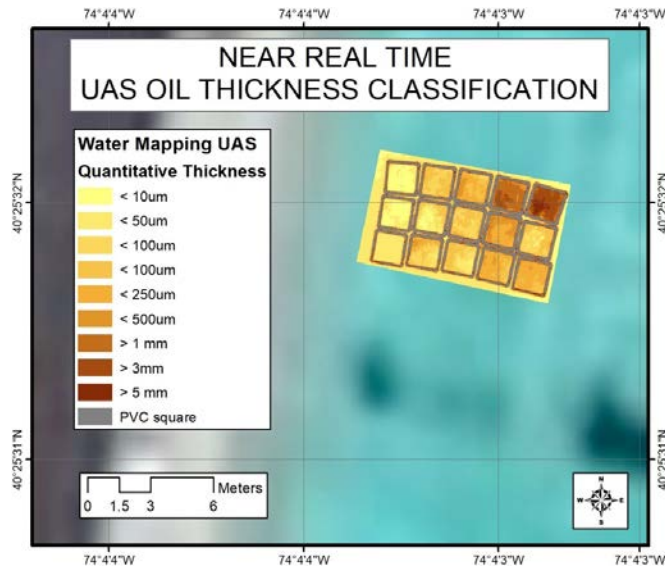 74°4'4"W 74°4'4"W 74°4'3"W 74°4'3"W
NEAR REAL TIME
UAS OIL THICKNESS CLASSIFICATION
Water Mapping UAS
Quantitative Thickness
< 10um
< 50um
< 100um
< 100um
< 250um
< 500um
> 1 mm
> 3mm
> 5 mm
PVC square
40°25'32"N
40°25'32"N
40°25'31"N
40°25'31"N
Meters
0 1.5 3 6
N
W E
S
74°4'4"W 74°4'4"W 74°4'3"W 74°4'3"W